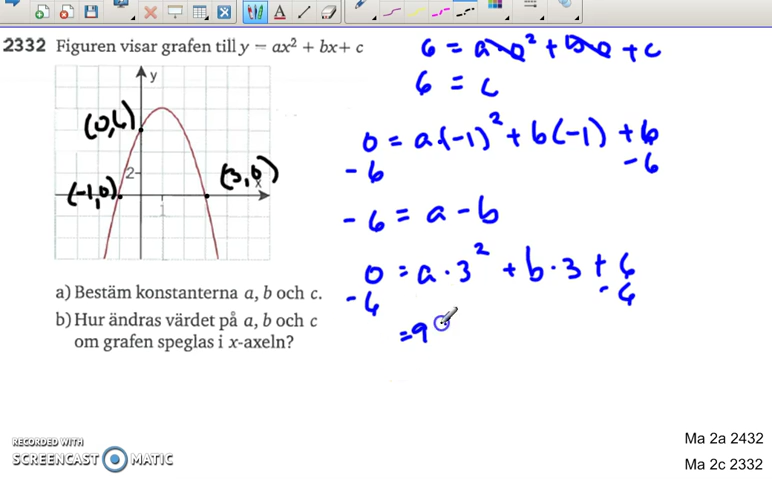 2332 Figuren visar grafen till y = ax² + bx + c
y
(0,6)
2
(-1,0)
(3,0)
x
1
a) Bestäm konstanterna a, b och c.
b) Hur ändras värdet på a, b och c
om grafen speglas i x-axeln?
6 = a·0² + b·0 + c
6 = c
0 = a·(-1)² + b(-1) + 6
-6 -6
-6 = a - b
0 = a·3² + b·3 + 6
-6 -6
=9
RECORDED WITH
SCREENCAST MATIC
Ma 2a 2432
Ma 2c 2332